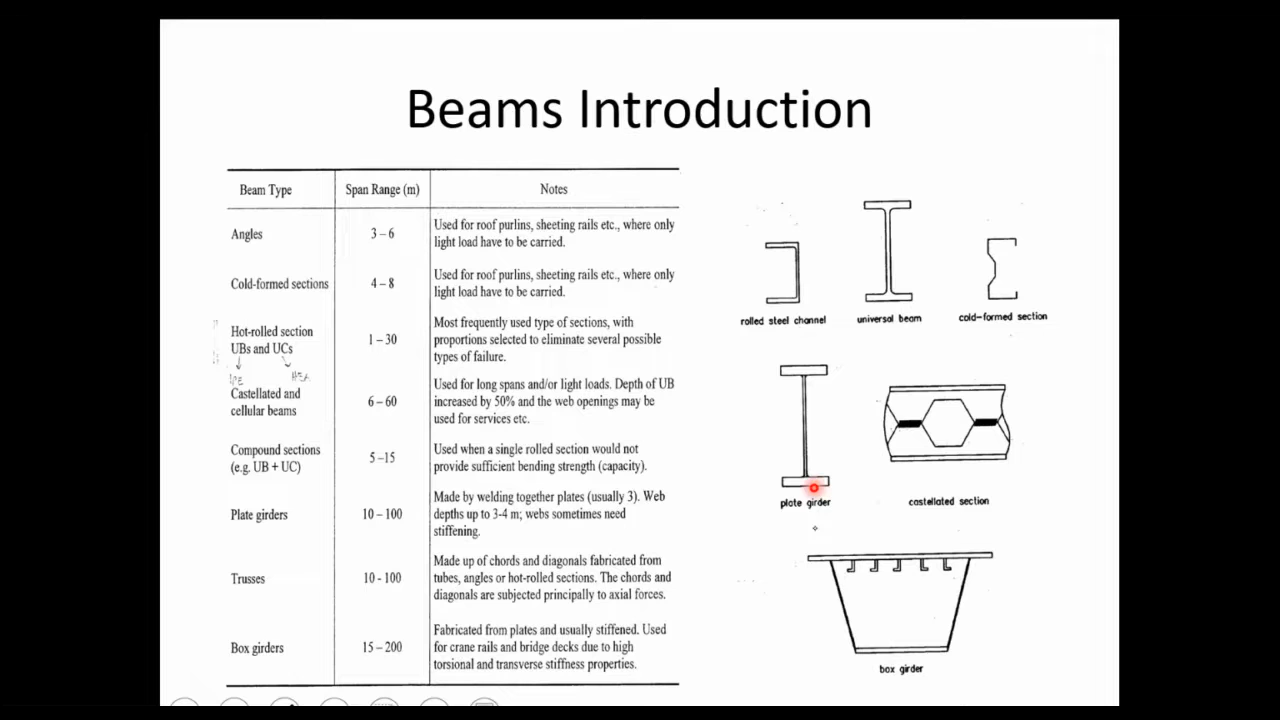 Beams Introduction
Beam Type
Span Range (m)
Notes
Angles
3 – 6
Used for roof purlins, sheeting rails etc., where only
light load have to be carried.
Cold-formed sections
4 – 8
Used for roof purlins, sheeting rails etc., where only
light load have to be carried.
Hot-rolled section
UBs and UCs
1 – 30
Most frequently used type of sections, with
proportions selected to eliminate several possible
types of failure.
IPE
HEA
Castellated and
cellular beams
6 – 60
Used for long spans and/or light loads. Depth of UB
increased by 50% and the web openings may be
used for services etc.
Compound sections
(e.g. UB + UC)
5 –15
Used when a single rolled section would not
provide sufficient bending strength (capacity).
Plate girders
10 – 100
Made by welding together plates (usually 3). Web
depths up to 3-4 m; webs sometimes need
stiffening.
Trusses
10 - 100
Made up of chords and diagonals fabricated from
tubes, angles or hot-rolled sections. The chords and
diagonals are subjected principally to axial forces.
Box girders
15 – 200
Fabricated from plates and usually stiffened. Used
for crane rails and bridge decks due to high
torsional and transverse stiffness properties.
rolled steel channel
universal beam
cold-formed section
plate girder
castellated section
box girder